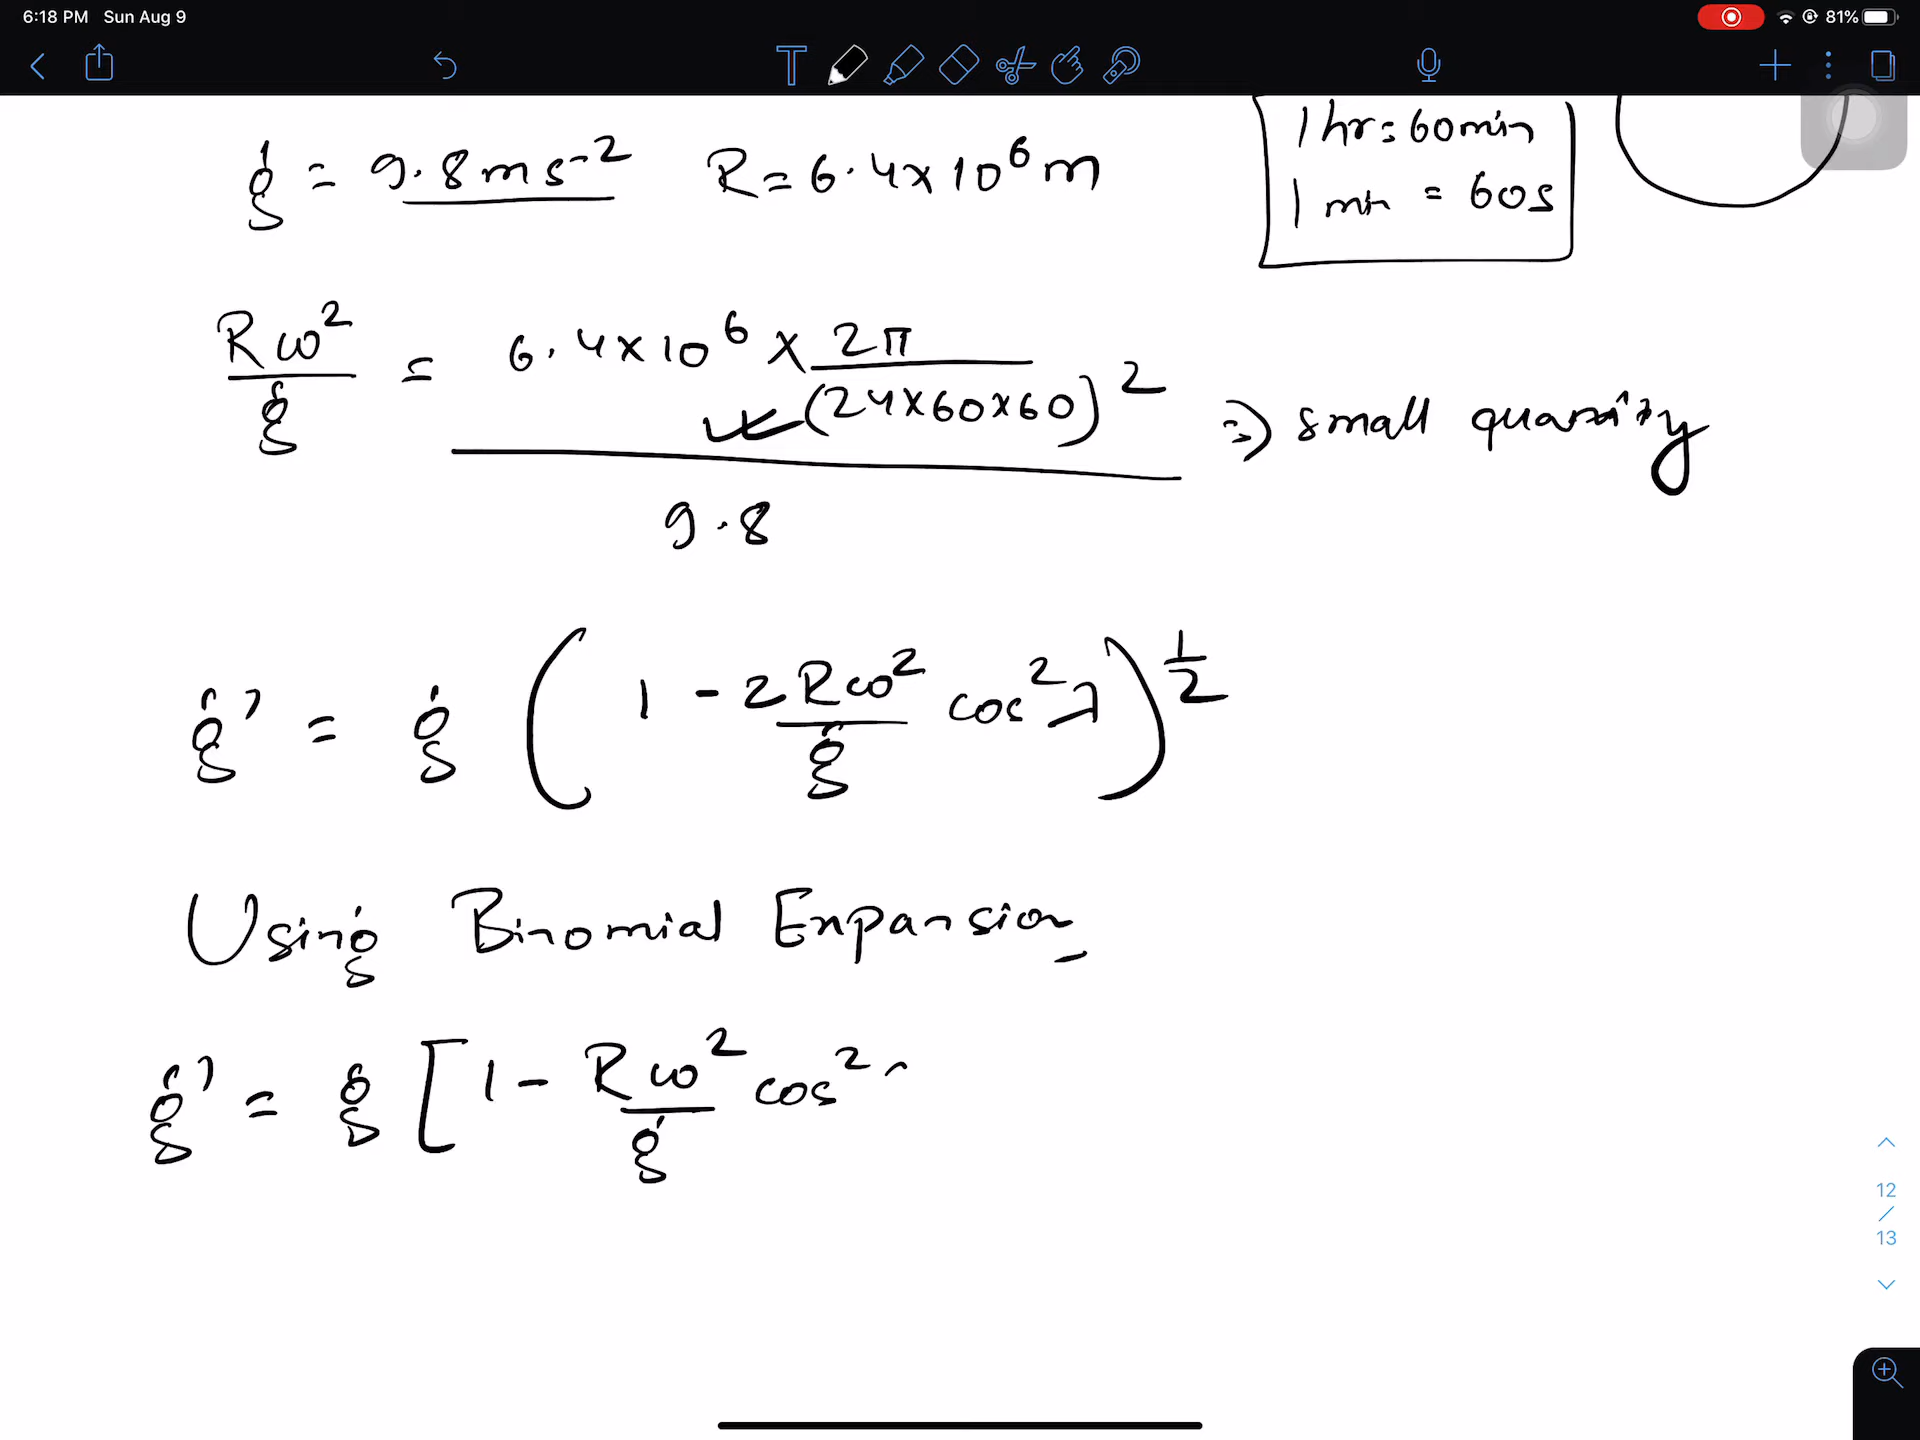 6:18 PM Sun Aug 9
81%
1 hr = 60 min
1 min = 60s
g = 9.8 ms⁻² R = 6.4 × 10⁶ m
Rω²/g = 6.4 × 10⁶ × 2π/(24×60×60)² / 9.8 ⇒ small quantity
g' = g (1 - 2Rω²/g cos²λ)^1/2
Using Binomial Expansion
g' = g [1 - Rω²/g cos²
12
/
13